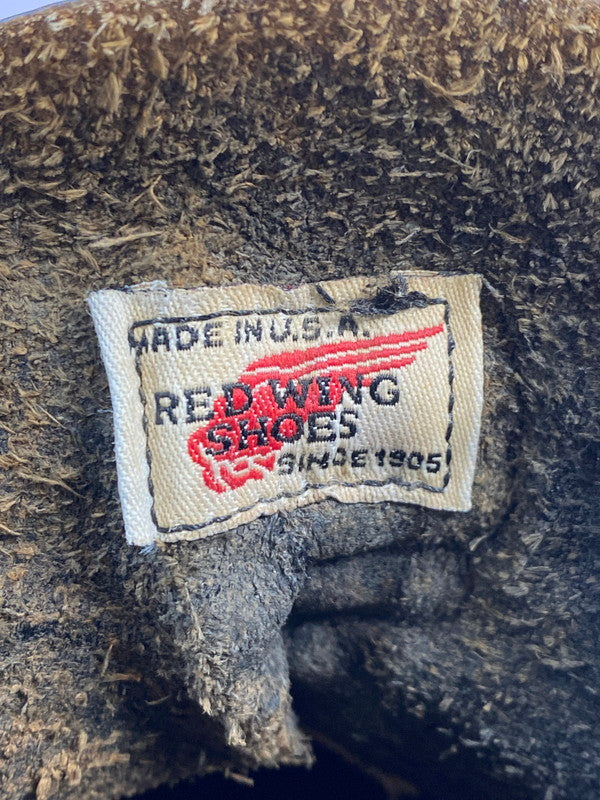 MADE IN U.S.A.
RED WING
SHOES
SINCE 1905